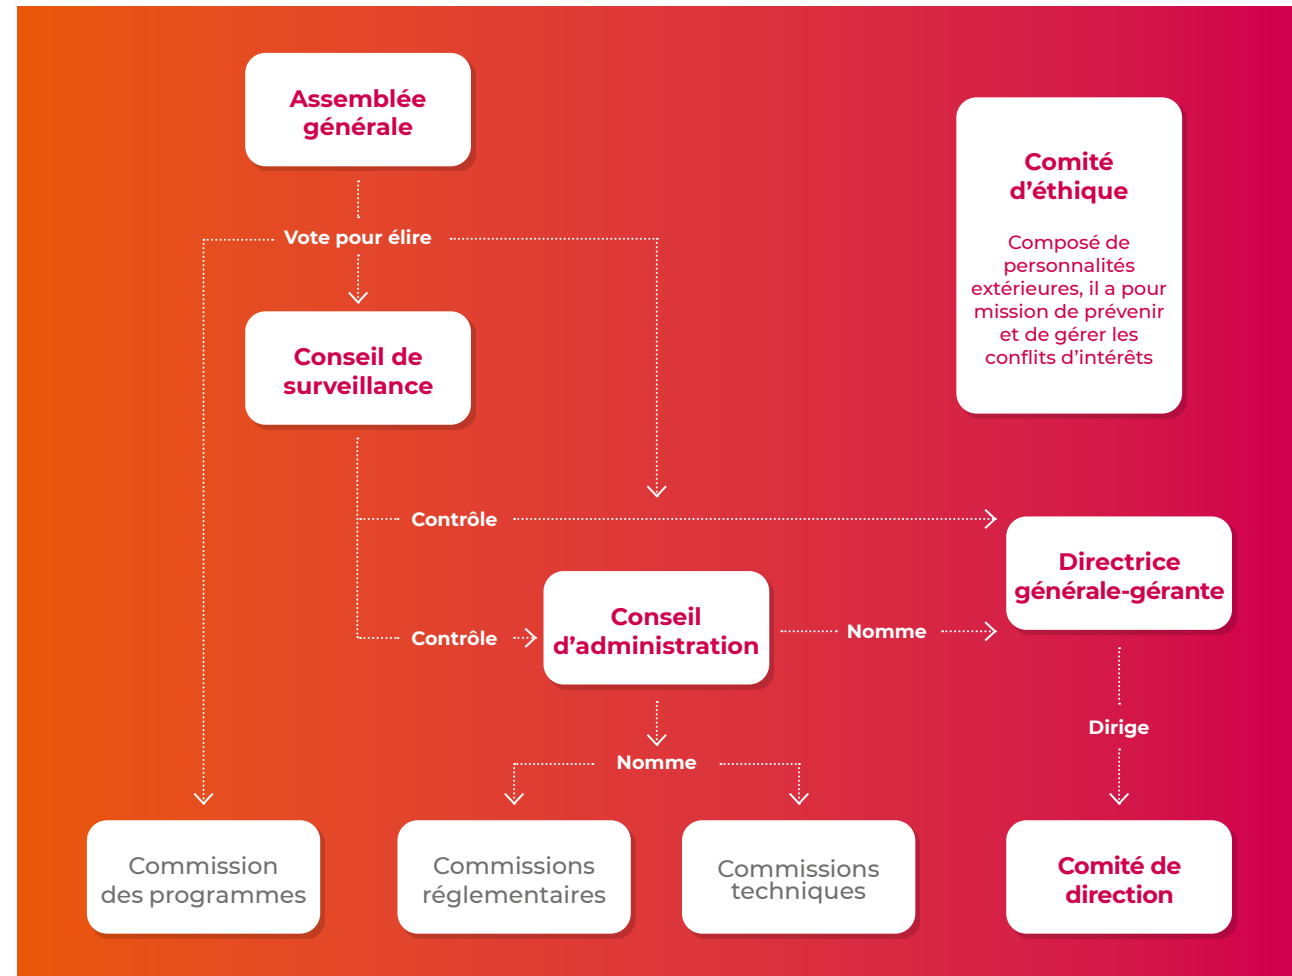 Assemblée
générale
Comité
d’éthique
Composé de
personnalités
extérieures, il a pour
mission de prévenir
et de gérer les
conflits d’intérêts
Vote pour élire
Conseil de
surveillance
Contrôle
Directrice
générale-gérante
Contrôle
Conseil
d’administration
Nomme
Dirige
Nomme
Commission
des programmes
Commissions
réglementaires
Commissions
techniques
Comité de
direction